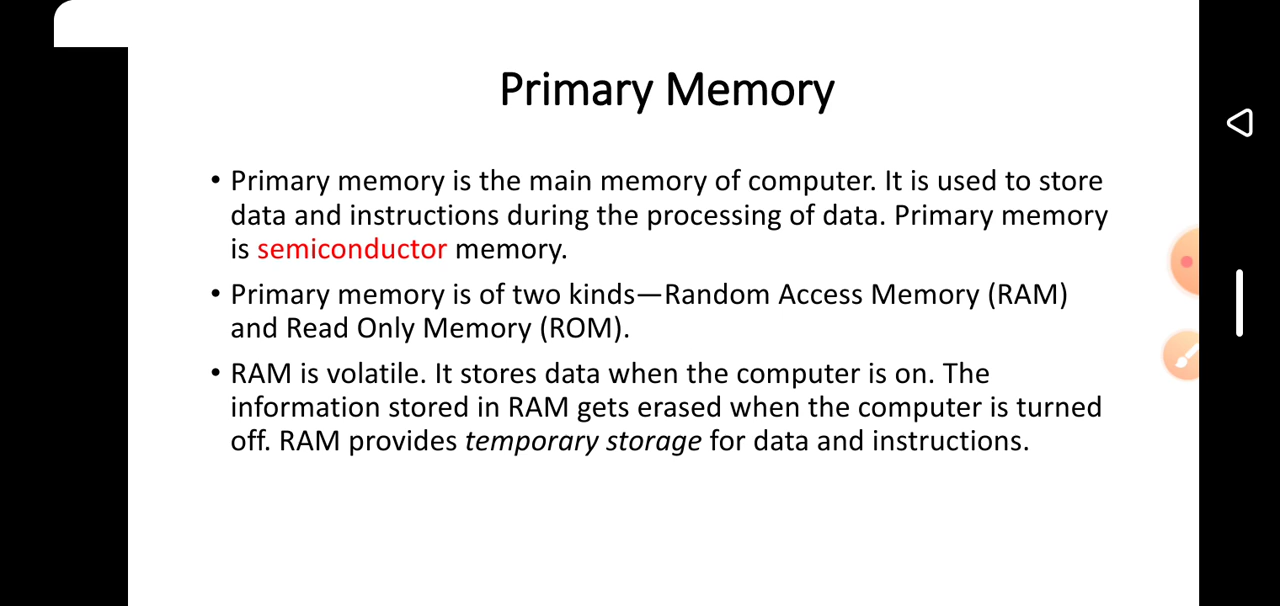 Primary Memory
• Primary memory is the main memory of computer. It is used to store
data and instructions during the processing of data. Primary memory
is semiconductor memory.
• Primary memory is of two kinds—Random Access Memory (RAM)
and Read Only Memory (ROM).
• RAM is volatile. It stores data when the computer is on. The
information stored in RAM gets erased when the computer is turned
off. RAM provides temporary storage for data and instructions.